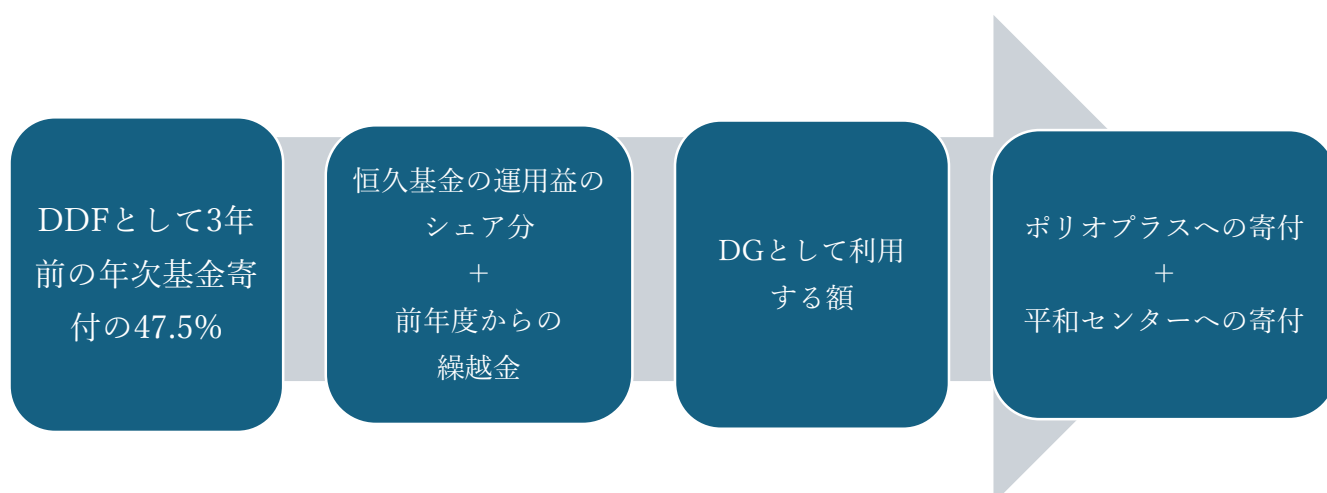 DDFとして3年
前の年次基金寄
付の47.5%
恒久基金の運用益の
シェア分
+
前年度からの
繰越金
DGとして利用
する額
ポリオプラスへの寄付
+
平和センターへの寄付